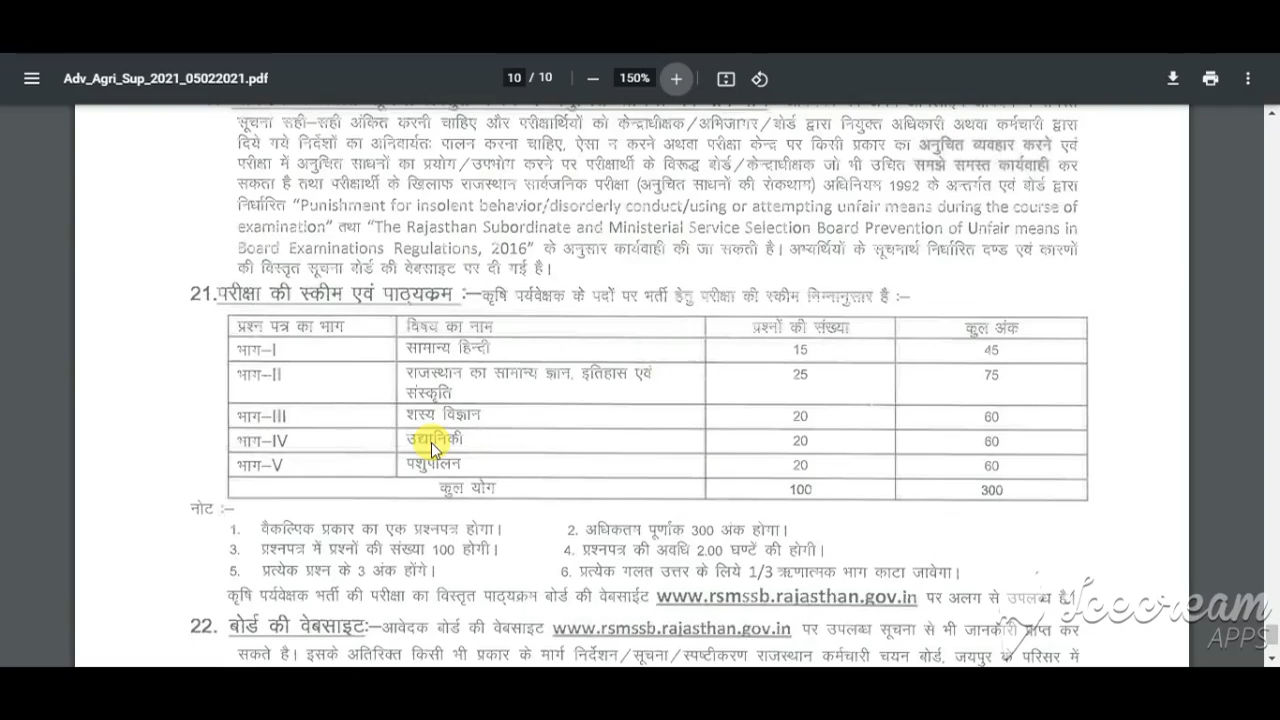 Adv_Agri_Sup_2021_05022021.pdf 10 / 10 150%
सूचना सही–सही अंकित करनी चाहिए और परीक्षार्थियों को केन्द्राधीक्षक/अभिजागर/बोर्ड द्वारा नियुक्त अधिकारी अथवा कर्मचारी द्वारा
दिये गये निर्देशों का अनिवार्यतः पालन करना चाहिए, ऐसा न करने अथवा परीक्षा केन्द्र पर किसी प्रकार का अनुचित व्यवहार करने एवं
परीक्षा में अनुचित साधनों का प्रयोग/उपभोग करने पर परीक्षार्थी के विरूद्ध बोर्ड/केन्द्राधीक्षक जो भी उचित समझे समस्त कार्यवाही कर
सकता है तथा परीक्षार्थी के खिलाफ राजस्थान सार्वजनिक परीक्षा (अनुचित साधनों की रोकथाम) अधिनियम 1992 के अन्तर्गत एवं बोर्ड द्वारा
निर्धारित “Punishment for insolent behavior/disorderly conduct/using or attempting unfair means during the course of
examination” तथा “The Rajasthan Subordinate and Ministerial Service Selection Board Prevention of Unfair means in
Board Examinations Regulations, 2016” के अनुसार कार्यवाही की जा सकती है। अभ्यर्थियों के सूचनार्थ निर्धारित दण्ड एवं कारणों
की विस्तृत सूचना बोर्ड की वेबसाइट पर दी गई है।
21.परीक्षा की स्कीम एवं पाठ्यक्रम :–कृषि पर्यवेक्षक के पदों पर भर्ती हेतु परीक्षा की स्कीम निम्नानुसार है :–
प्रश्न पत्र का भाग विषय का नाम प्रश्नों की संख्या कुल अंक
भाग–I सामान्य हिन्दी 15 45
भाग–II राजस्थान का सामान्य ज्ञान, इतिहास एवं 25 75
संस्कृति
भाग–III शस्य विज्ञान 20 60
भाग–IV उद्यानिकी 20 60
भाग–V पशुपालन 20 60
कुल योग 100 300
नोट :–
1. वैकल्पिक प्रकार का एक प्रश्नपत्र होगा। 2. अधिकतम पूर्णांक 300 अंक होगा।
3. प्रश्नपत्र में प्रश्नों की संख्या 100 होगी। 4. प्रश्नपत्र की अवधि 2.00 घण्टें की होगी।
5. प्रत्येक प्रश्न के 3 अंक होंगे। 6. प्रत्येक गलत उत्तर के लिये 1/3 ऋणात्मक भाग काटा जावेगा।
कृषि पर्यवेक्षक भर्ती की परीक्षा का विस्तृत पाठ्यक्रम बोर्ड की वेबसाईट www.rsmssb.rajasthan.gov.in पर अलग से उपलब्ध है।
Icecream
APPS
22. बोर्ड की वेबसाइटः–आवेदक बोर्ड की वेबसाइट www.rsmssb.rajasthan.gov.in पर उपलब्ध सूचना से भी जानकारी प्राप्त कर
सकते है। इसके अतिरिक्त किसी भी प्रकार के मार्ग निर्देशन/सूचना/स्पष्टीकरण राजस्थान कर्मचारी चयन बोर्ड, जयपुर के परिसर में